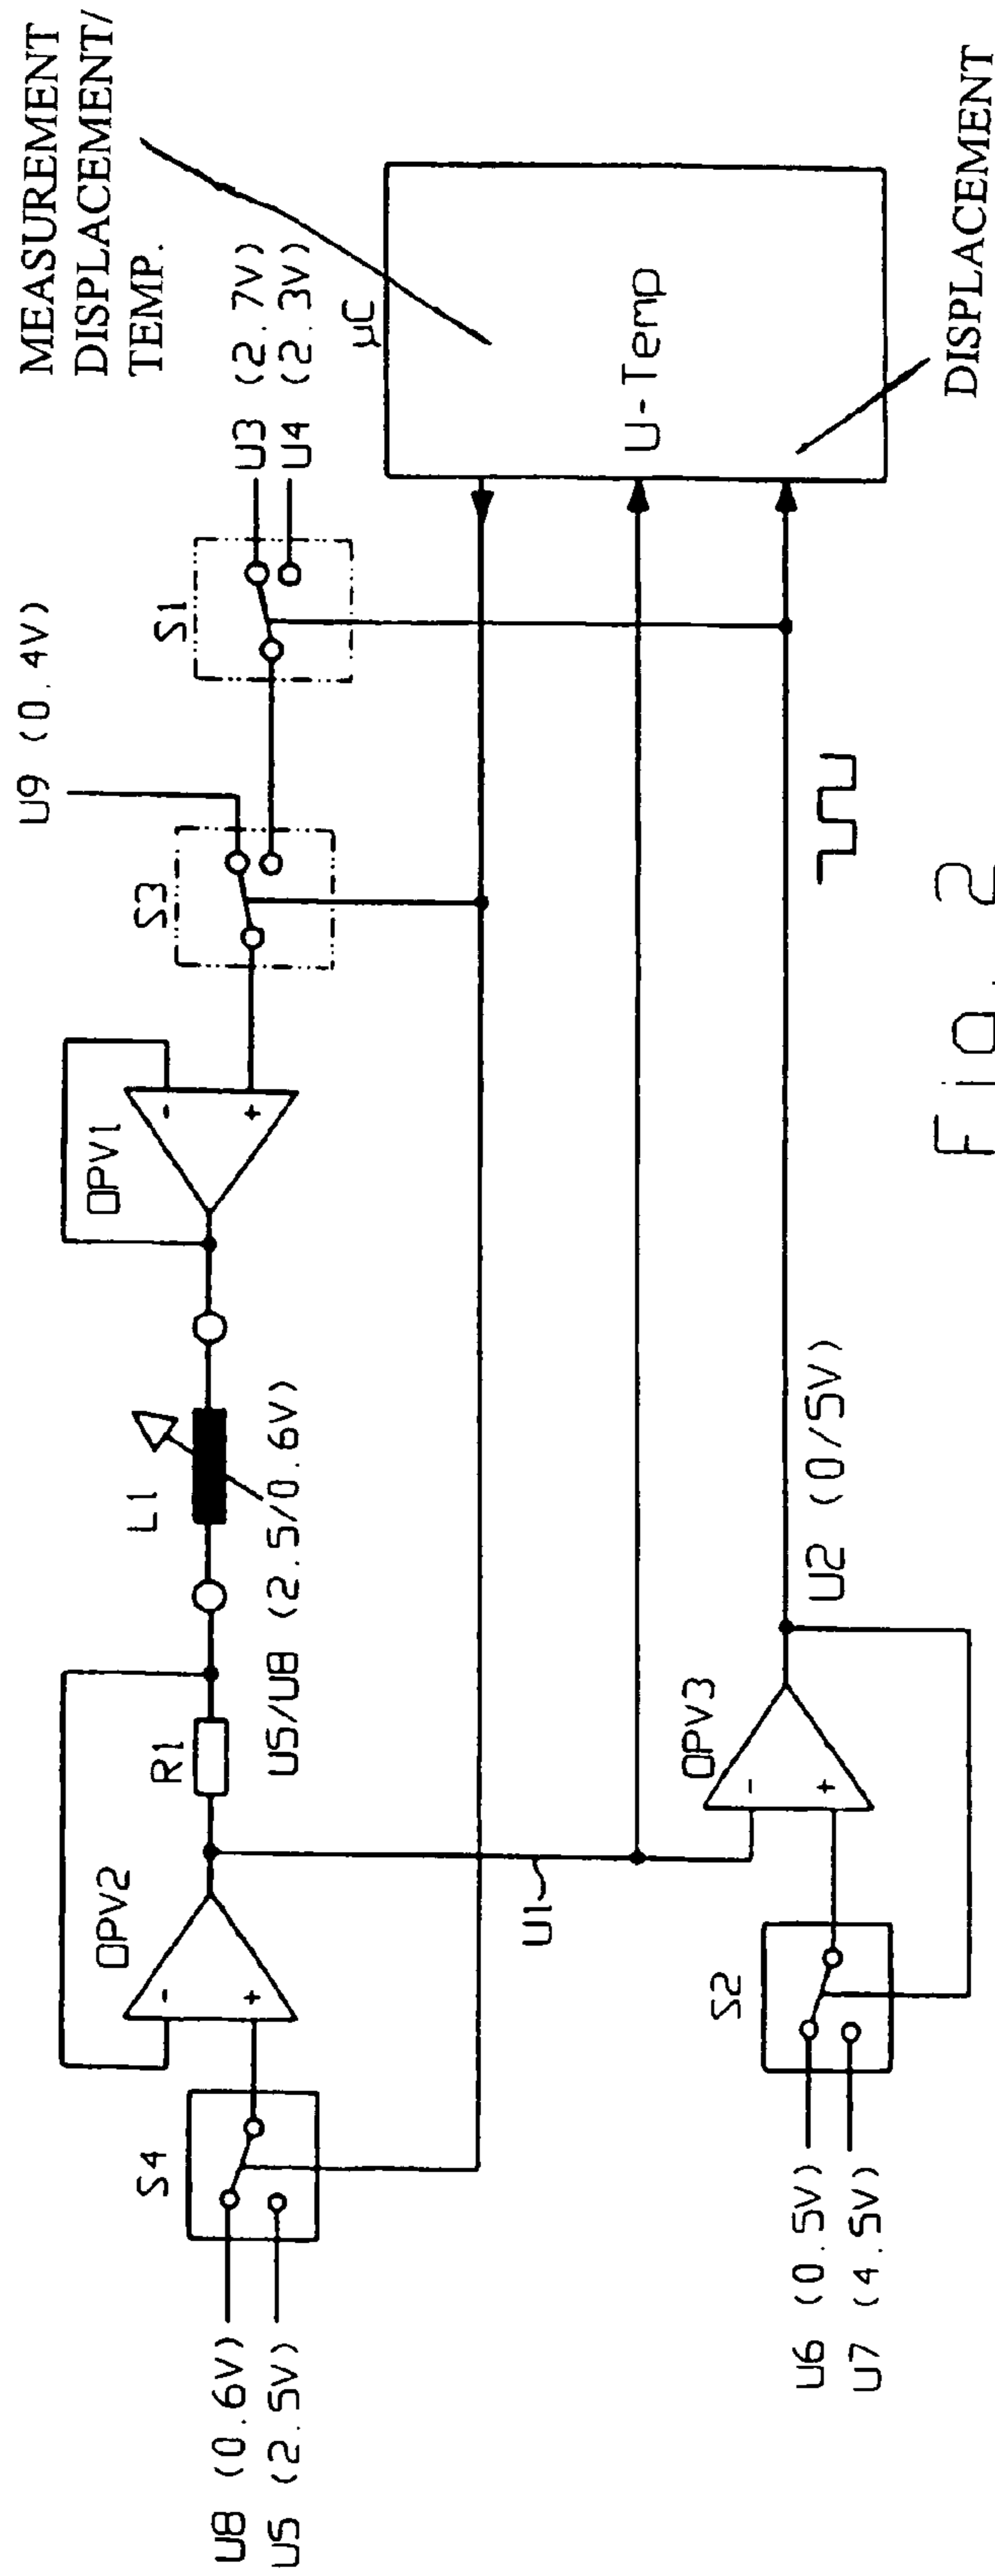 MEASUREMENT
DISPLACEMENT/
TEMP.
U9 (0.4V)
U3 (2.7V)
U4 (2.3V)
S1
S3
µC
OPV1
-
+
L1
U5/U8 (2.5/0.6V)
R1
OPV2
-
+
S4
U8 (0.6V)
U5 (2.5V)
U-Temp
DISPLACEMENT
U1
U2 (0/5V)
OPV3
-
+
S2
U6 (0.5V)
U7 (4.5V)
Fig. 2